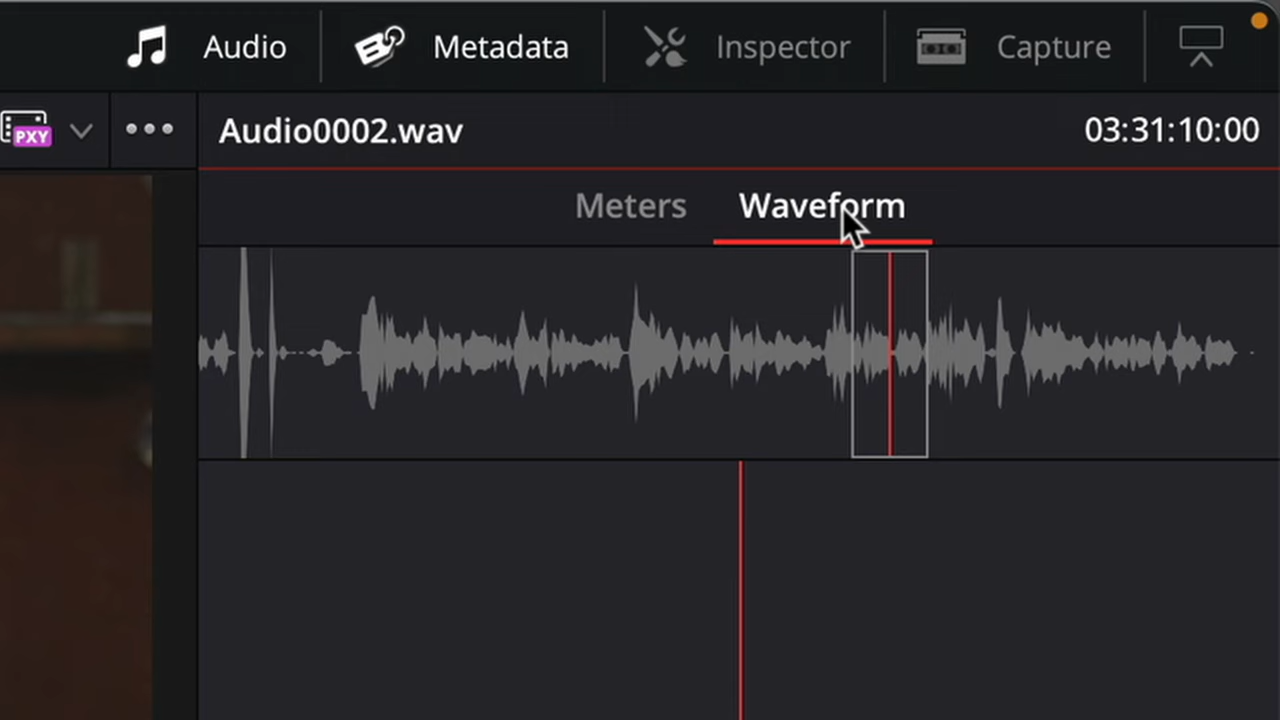 Audio Metadata Inspector Capture
PXY Audio0002.wav 03:31:10:00
Meters Waveform